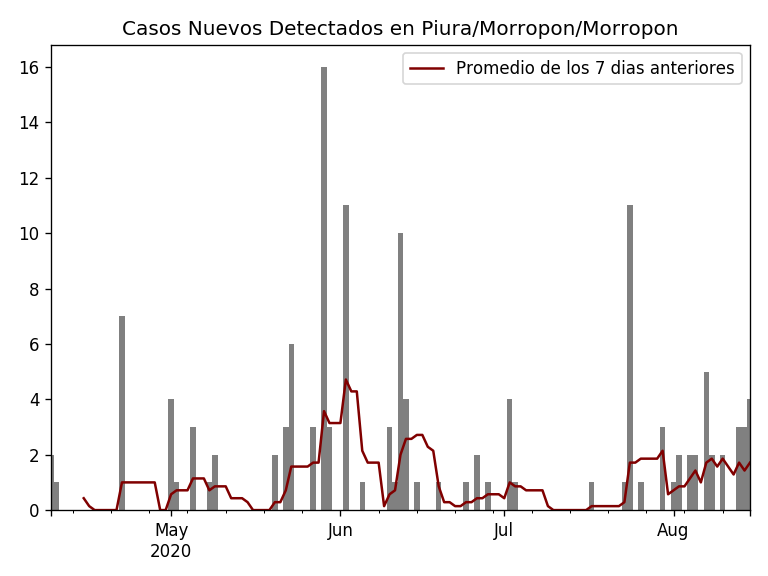 Casos Nuevos Detectados en Piura/Morropon/Morropon
Promedio de los 7 dias anteriores
16
14
12
10
8
6
4
2
0
May
2020
Jun
Jul
Aug